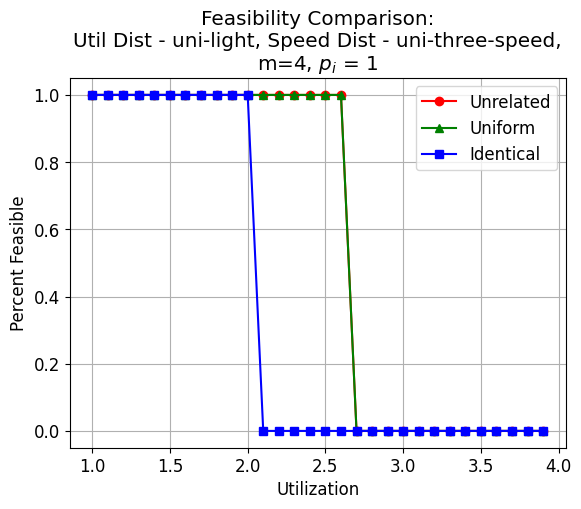 Feasibility Comparison:
Util Dist - uni-light, Speed Dist - uni-three-speed,
m=4, $p_i$ = 1
Unrelated
Uniform
Identical
Percent Feasible
1.0
0.8
0.6
0.4
0.2
0.0
1.0 1.5 2.0 2.5 3.0 3.5 4.0
Utilization